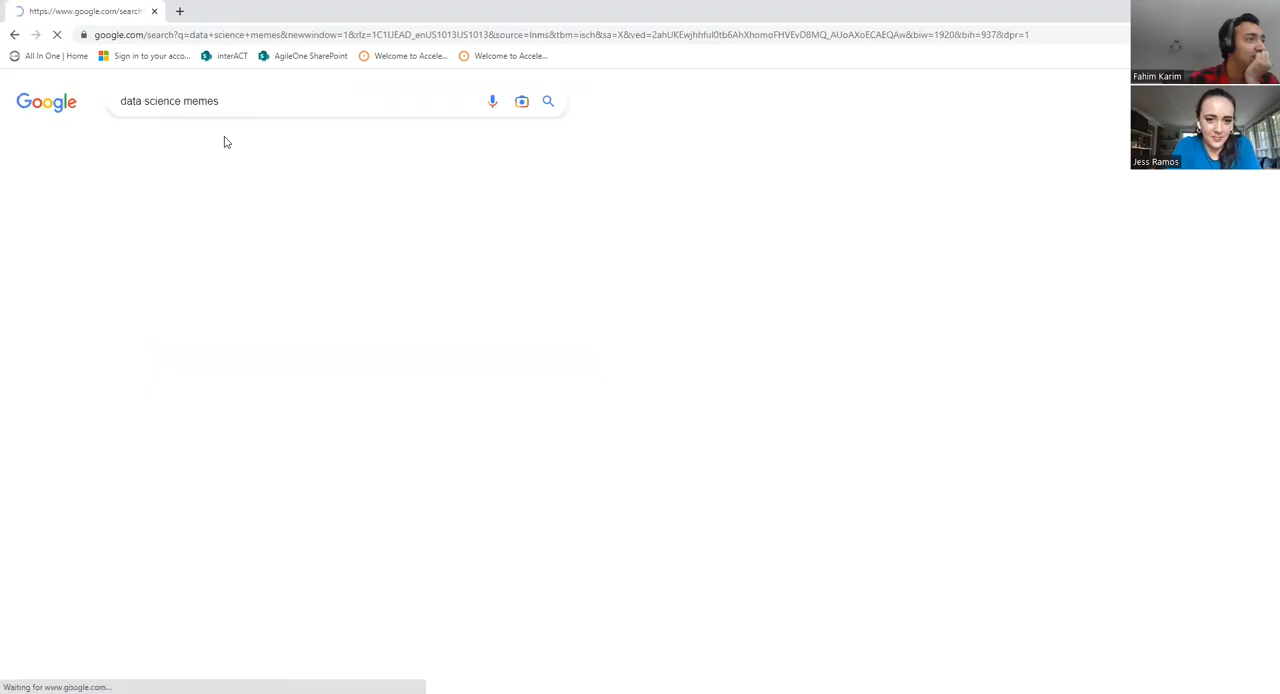 https://www.google.com/search
google.com/search?q=data+science+memes&newwindow=1&rlz=1C1UEAD_enUS1013US1013&source=lnms&tbm=isch&sa=X&ved=2ahUKEwjhhfuI0tb6AhXhomoFHVEvD8MQ_AUoAXoECAEQAw&biw=1920&bih=937&dpr=1
All In One | Home
Sign in to your acco...
interACT
AgileOne SharePoint
Welcome to Accele...
Welcome to Accele...
Fahim Karim
Google
data science memes
Jess Ramos
Waiting for www.google.com...